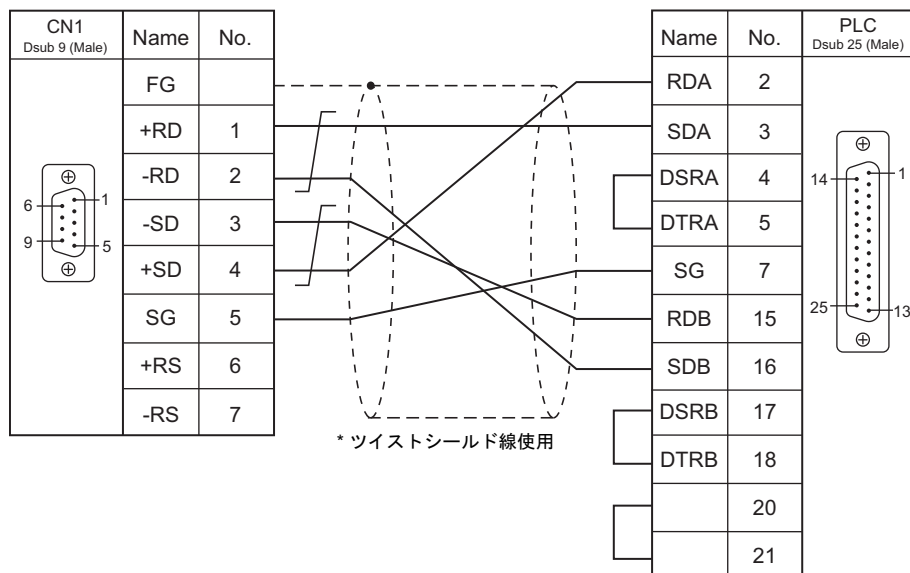 CN1
Dsub 9 (Male)
Name
No.
FG
+RD
1
-RD
2
-SD
3
+SD
4
SG
5
+RS
6
-RS
7
6
1
9
5
* ツイストシールド線使用
Name
No.
PLC
Dsub 25 (Male)
RDA
2
SDA
3
DSRA
4
DTRA
5
SG
7
RDB
15
SDB
16
DSRB
17
DTRB
18
20
21
14
1
25
13